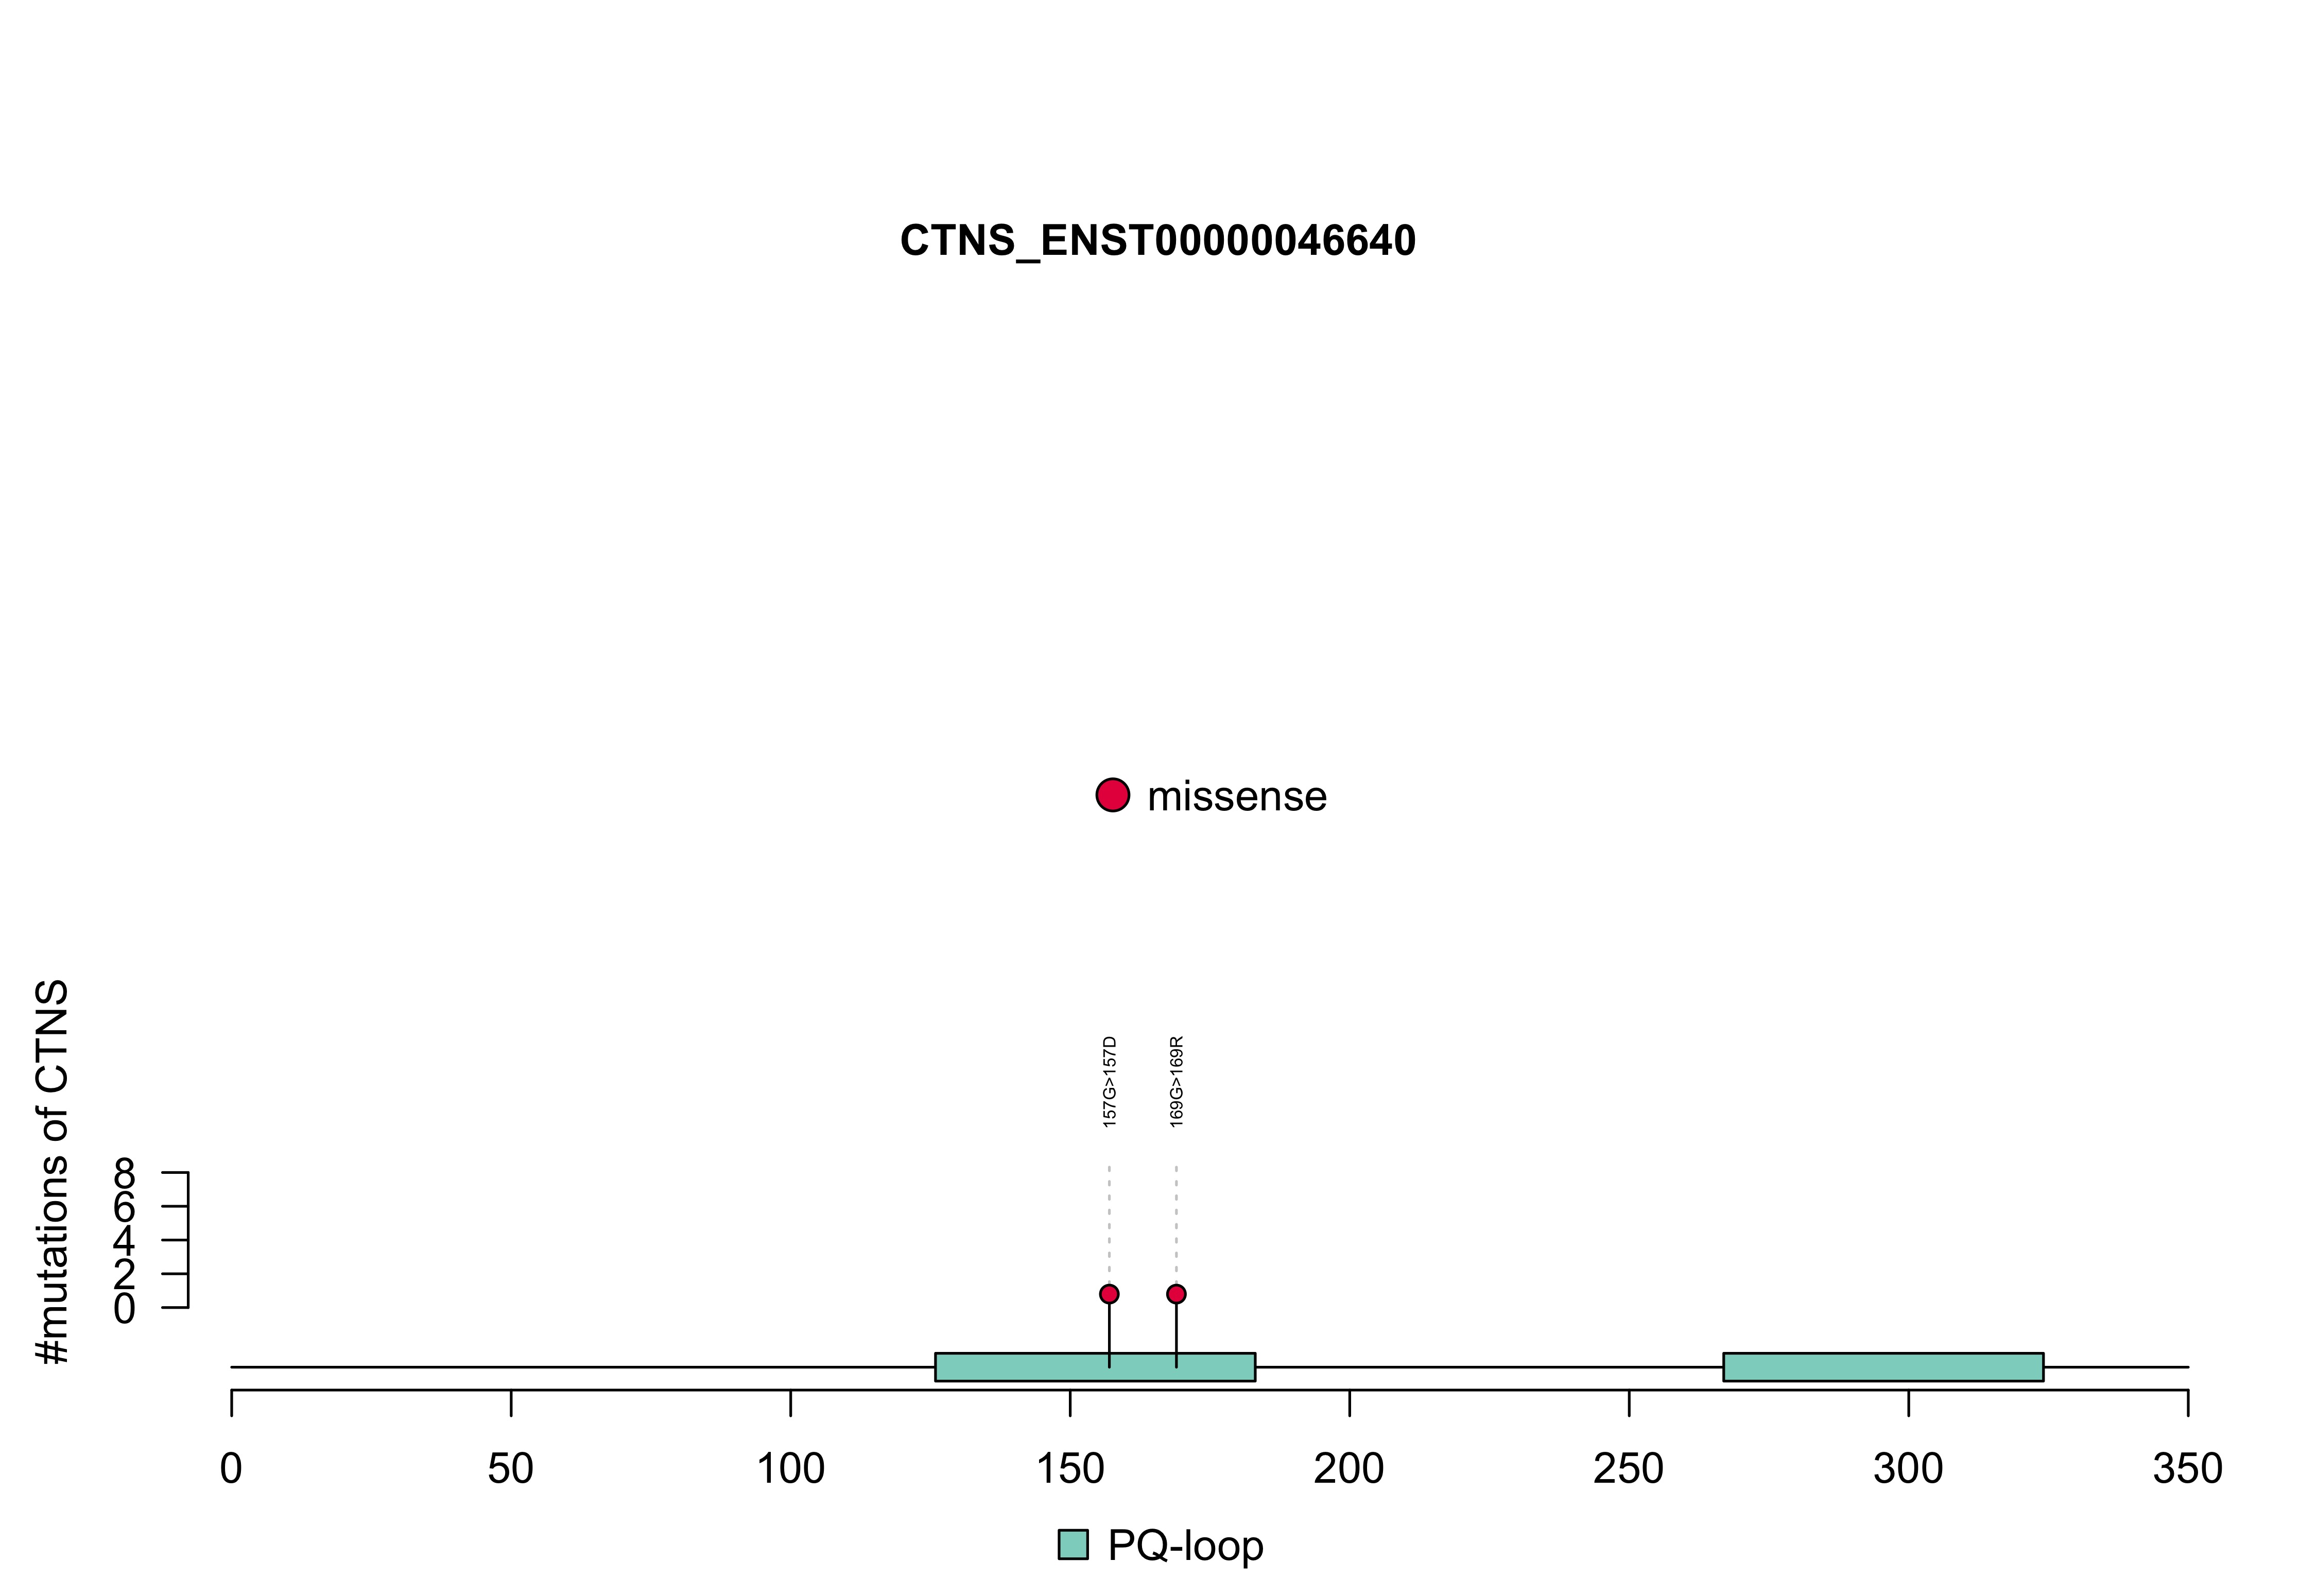 CTNS_ENST00000046640
missense
#mutations of CTNS
157G>157D
169G>169R
8
6
4
2
0
0 50 100 150 200 250 300 350
PQ-loop